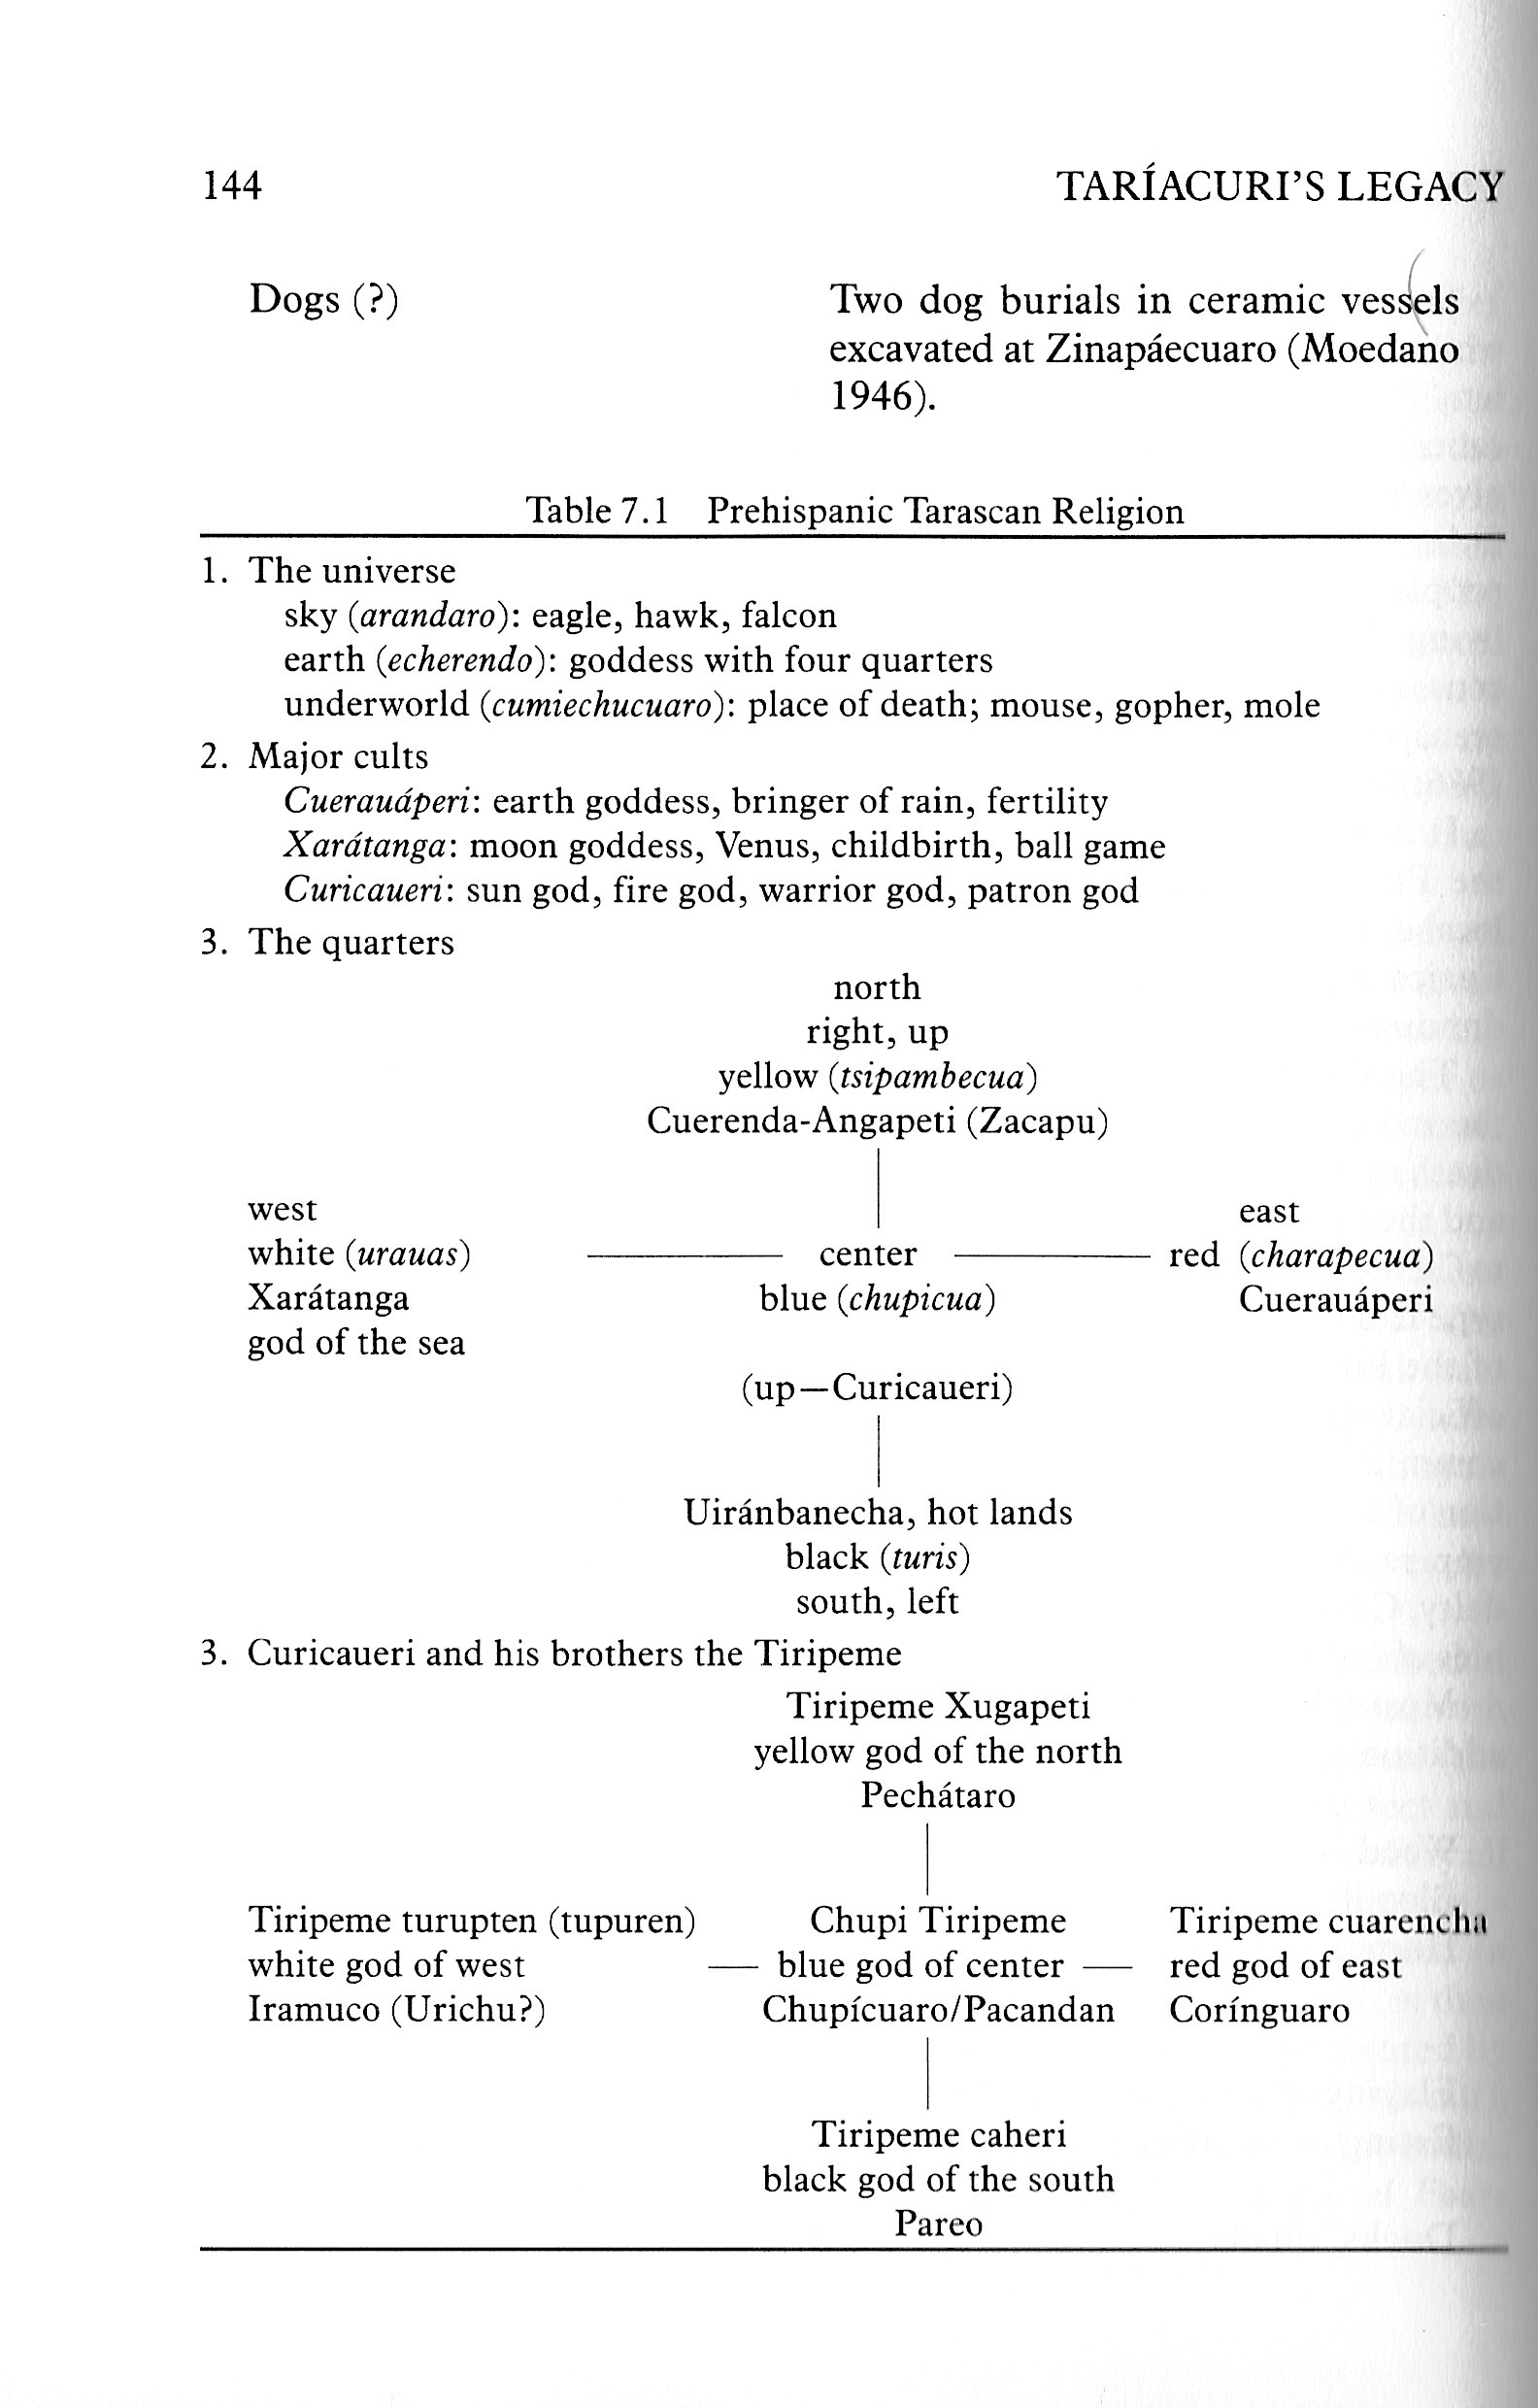 144
TARÍACURI'S LEGACY
Dogs (?)
Two dog burials in ceramic vessels
excavated at Zinapáecuaro (Moedano
1946).
Table 7.1 Prehispanic Tarascan Religion
1. The universe
sky (arandaro): eagle, hawk, falcon
earth (echerendo): goddess with four quarters
underworld (cumiechucuaro): place of death; mouse, gopher, mole
2. Major cults
Cuerauáperi: earth goddess, bringer of rain, fertility
Xarátanga: moon goddess, Venus, childbirth, ball game
Curicaueri: sun god, fire god, warrior god, patron god
3. The quarters
north
right, up
yellow (tsipambecua)
Cuerenda-Angapeti (Zacapu)
west
white (urauas)
Xarátanga
god of the sea
center
blue (chupicua)
(up—Curicaueri)
east
red (charapecua)
Cuerauáperi
Uiránbanecha, hot lands
black (turis)
south, left
3. Curicaueri and his brothers the Tiripeme
Tiripeme Xugapeti
yellow god of the north
Pechátaro
Tiripeme turupten (tupuren)
white god of west
Iramuco (Urichu?)
Chupi Tiripeme
blue god of center
Chupícuaro/Pacandan
Tiripeme cuarencha
red god of east
Corínguaro
Tiripeme caheri
black god of the south
Pareo